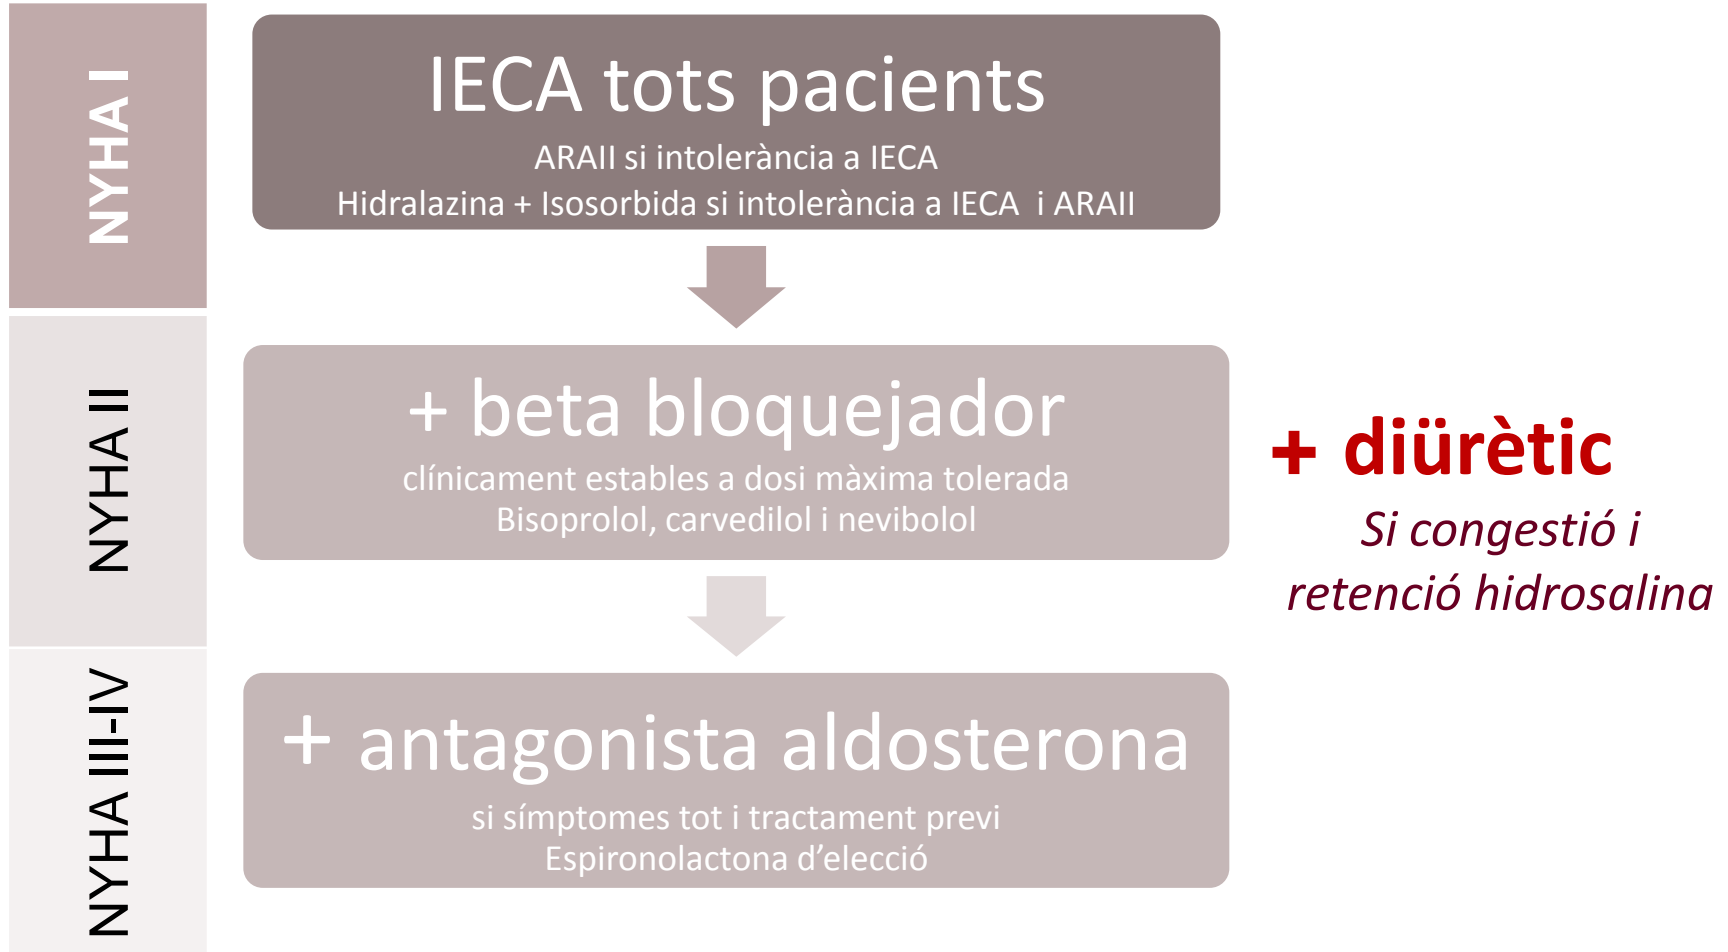 NYHA I
IECA tots pacients
ARAII si intolerància a IECA
Hidralazina + Isosorbida si intolerància a IECA i ARAII
NYHA II
+ beta bloquejador
clínicament estables a dosi màxima tolerada
Bisoprolol, carvedilol i nevibolol
+ diürètic
Si congestió i
retenció hidrosalina
NYHA III-IV
+ antagonista aldosterona
si símptomes tot i tractament previ
Espironolactona d’elecció